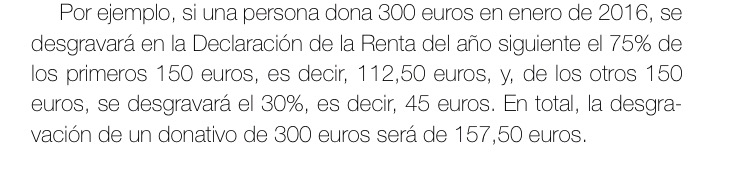 Por ejemplo, si una persona dona 300 euros en enero de 2016, se
desgravará en la Declaración de la Renta del año siguiente el 75% de
los primeros 150 euros, es decir, 112,50 euros, y, de los otros 150
euros, se desgravará el 30%, es decir, 45 euros. En total, la desgra-
vación de un donativo de 300 euros será de 157,50 euros.